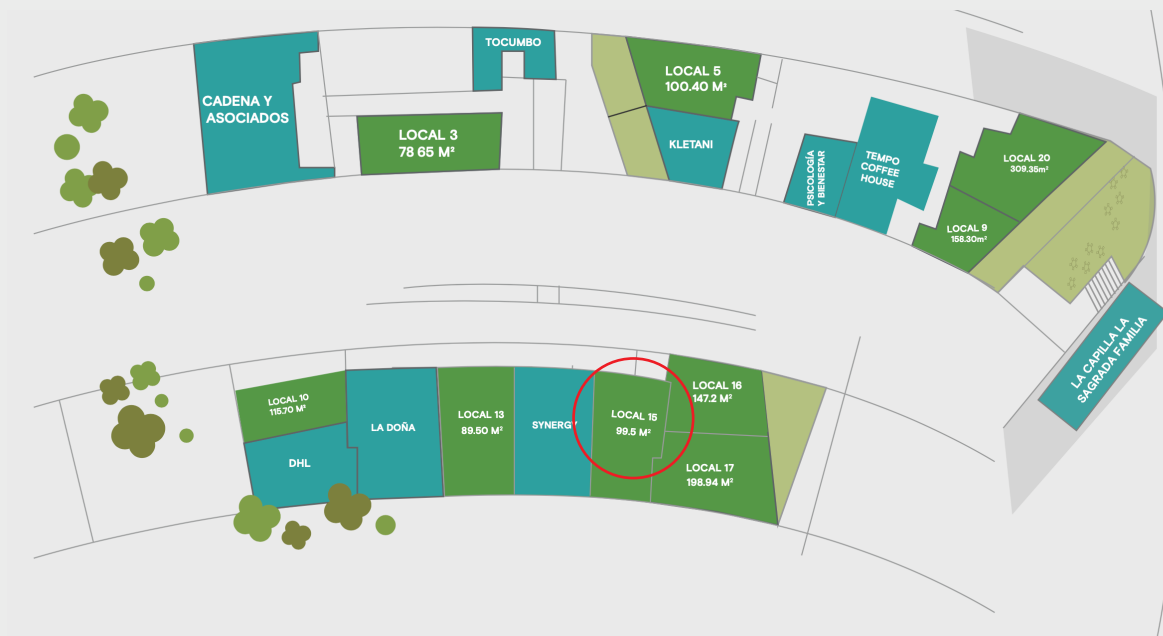 CADENA Y
ASOCIADOS
TOCUMBO
LOCAL 3
78 65 M²
LOCAL 5
100.40 M²
KLETANI
PSICOLOGÍA
Y BIENESTAR
TEMPO
COFFEE
HOUSE
LOCAL 20
309.35m²
LOCAL 9
158.30m²
LA CAPILLA LA
SAGRADA FAMILIA
LOCAL 10
115.70 M²
DHL
LA DOÑA
LOCAL 13
89.50 M²
SYNERGY
LOCAL 15
99.5 M²
LOCAL 16
147.2 M²
LOCAL 17
198.94 M²